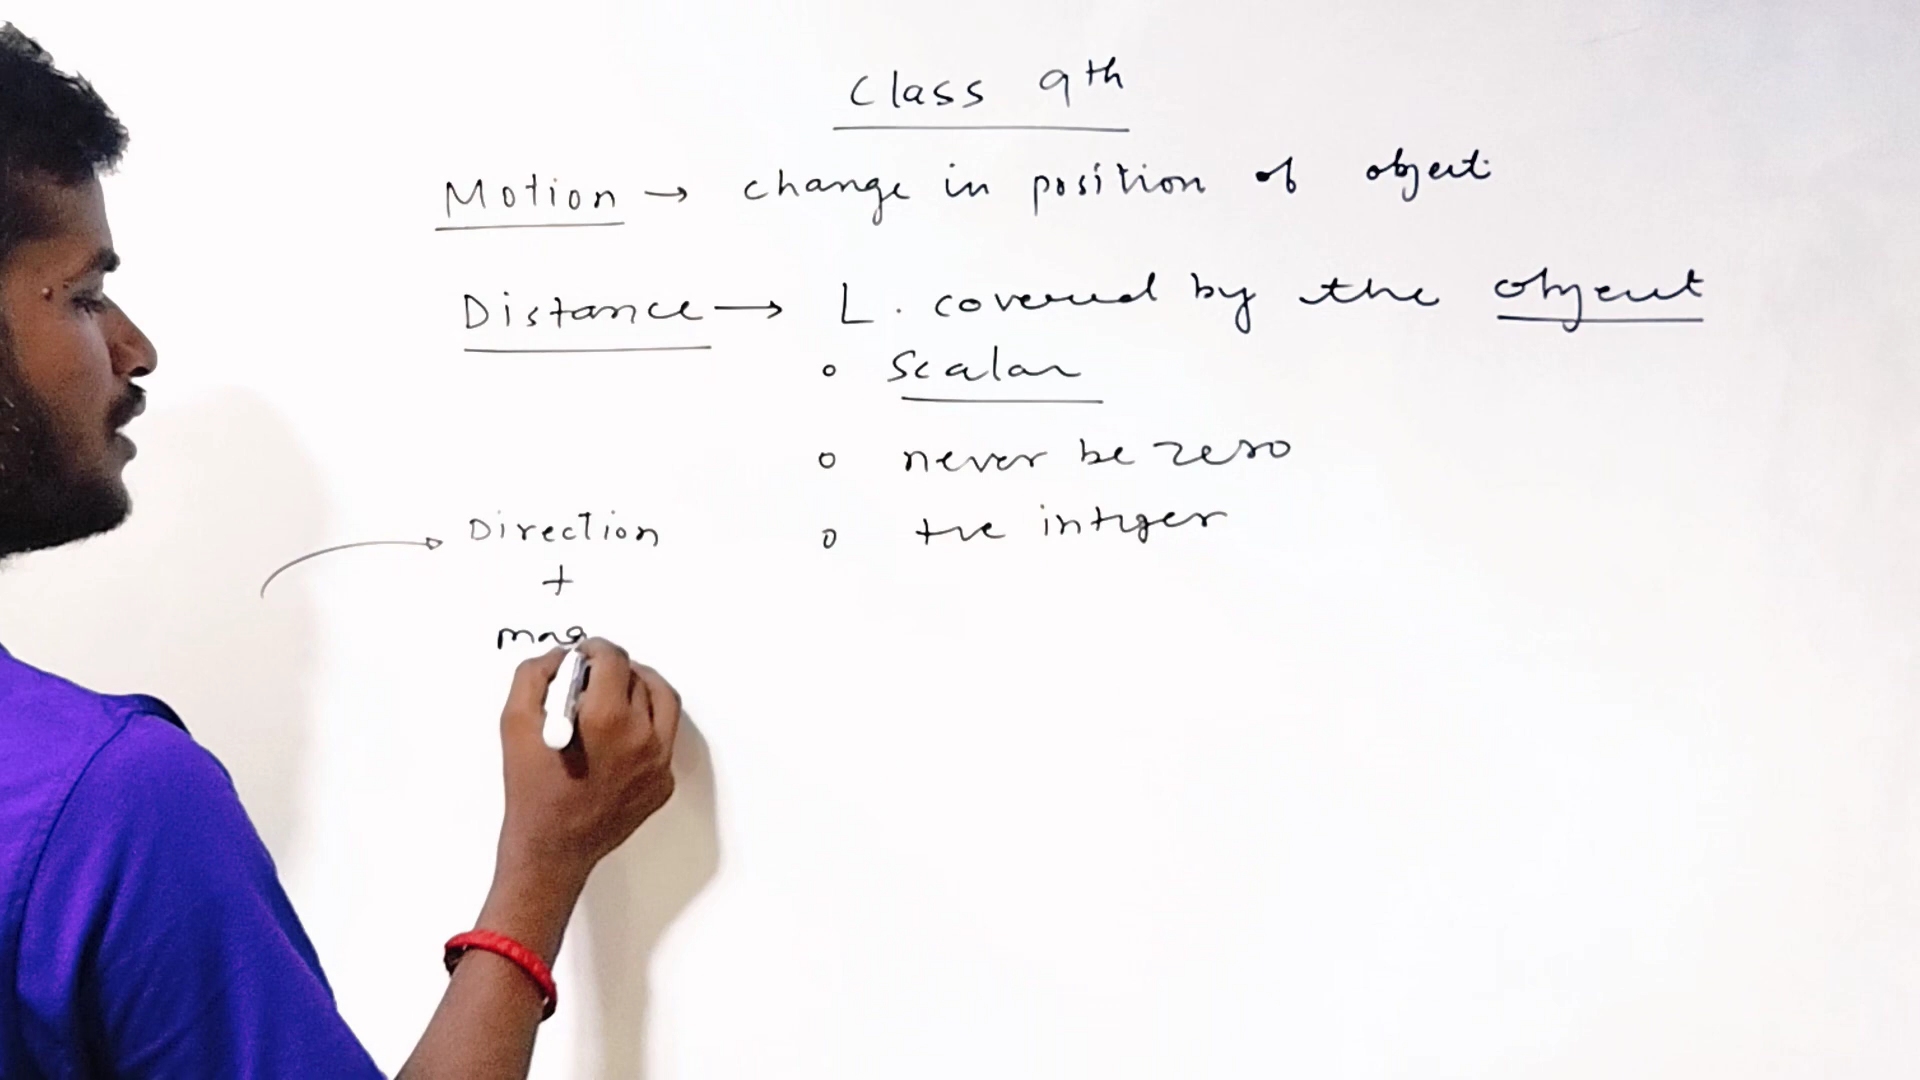 Class 9th
Motion → change in position of object
Distance → L. covered by the object
o scalar
o never be zero
o +ve intger
Direction
+
mag